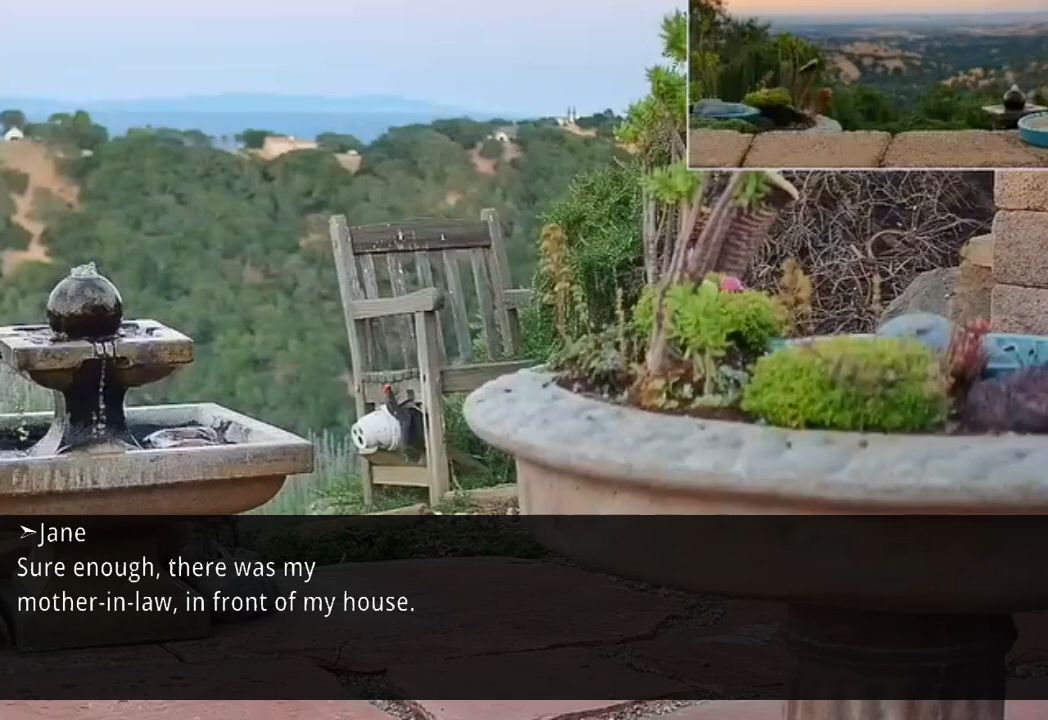 ➣Jane
Sure enough, there was my
mother-in-law, in front of my house.